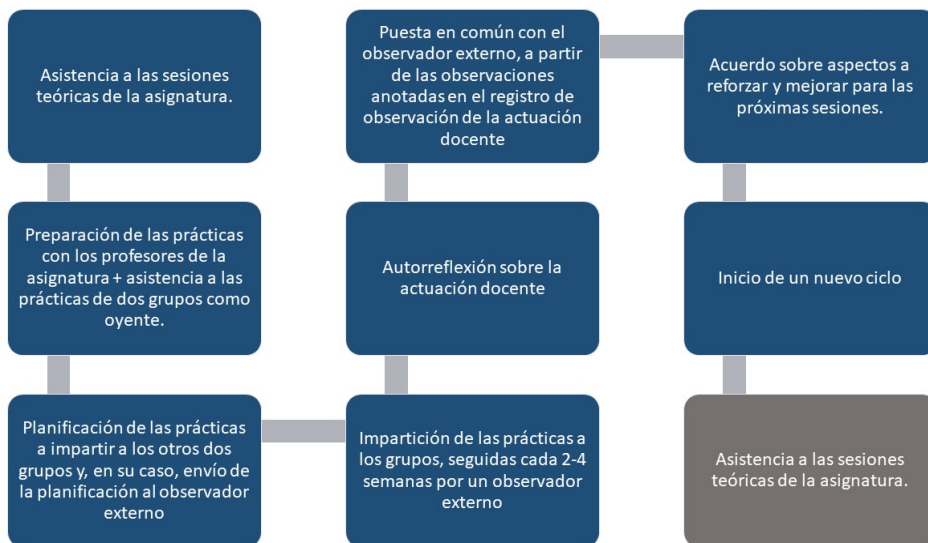 Asistencia a las sesiones
teóricas de la asignatura.
Preparación de las prácticas
con los profesores de la
asignatura + asistencia a las
prácticas de dos grupos como
oyente.
Planificación de las prácticas
a impartir a los otros dos
grupos y, en su caso, envío de
la planificación al observador
externo
Impartición de las prácticas a
los grupos, seguidas cada 2-4
semanas por un observador
externo
Autorreflexión sobre la
actuación docente
Puesta en común con el
observador externo, a partir
de las observaciones
anotadas en el registro de
observación de la actuación
docente
Acuerdo sobre aspectos a
reforzar y mejorar para las
próximas sesiones.
Inicio de un nuevo ciclo
Asistencia a las sesiones
teóricas de la asignatura.